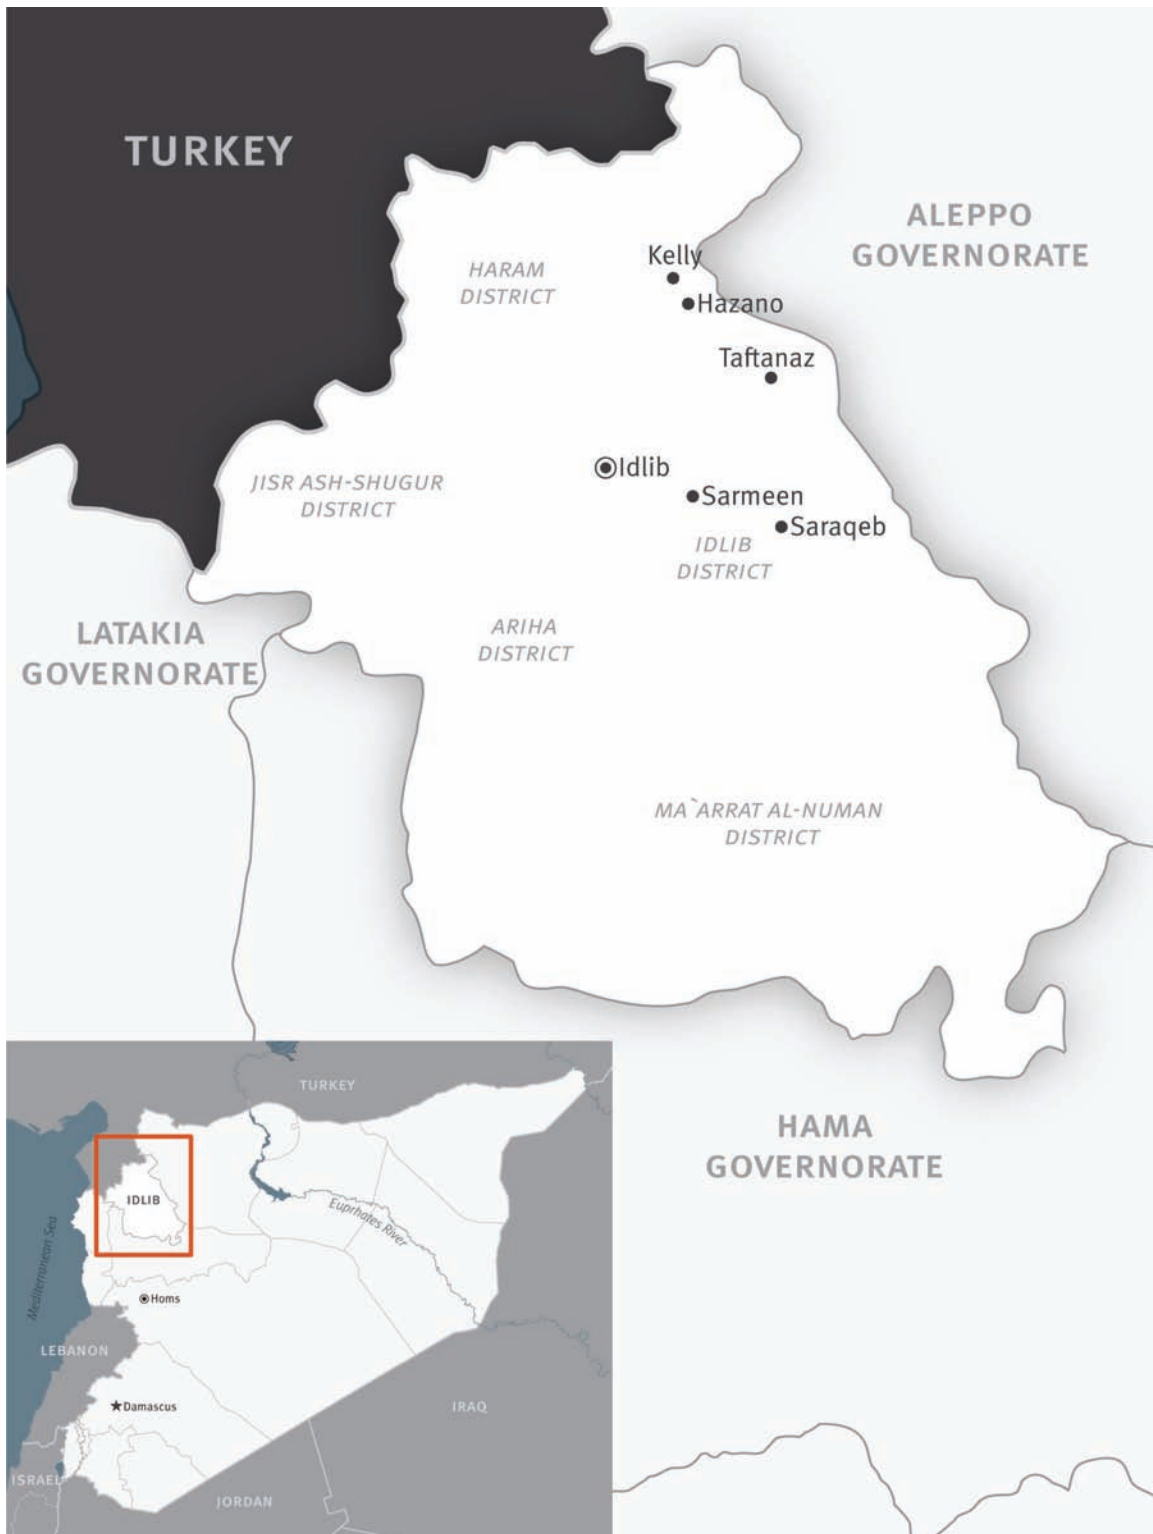 TURKEY
ALEPPO
GOVERNORATE
Kelly
HARAM
DISTRICT
Hazano
Taftanaz
Idlib
JISR ASH-SHUGUR
DISTRICT
Sarmeen
Saraqeb
IDLIB
DISTRICT
ARIHA
DISTRICT
LATAKIA
GOVERNORATE
MA`ARRAT AL-NUMAN
DISTRICT
HAMA
GOVERNORATE
TURKEY
IDLIB
Euprhates River
Mediterranean Sea
Homs
LEBANON
Damascus
IRAQ
ISRAEL
JORDAN